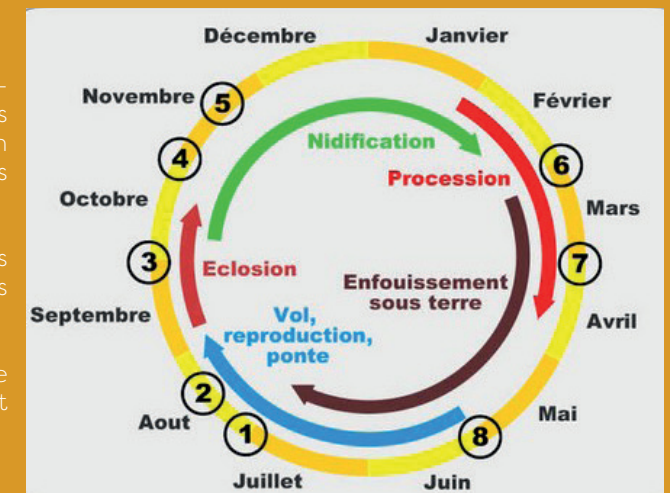 s
n
s
s
s
e
t
Décembre
Janvier
Novembre
5
Février
4
Nidification
6
Procession
Octobre
Mars
3
Eclosion
Enfouissement
sous terre
7
Septembre
Vol,
reproduction,
ponte
Avril
2
Aout
1
8
Mai
Juillet
Juin